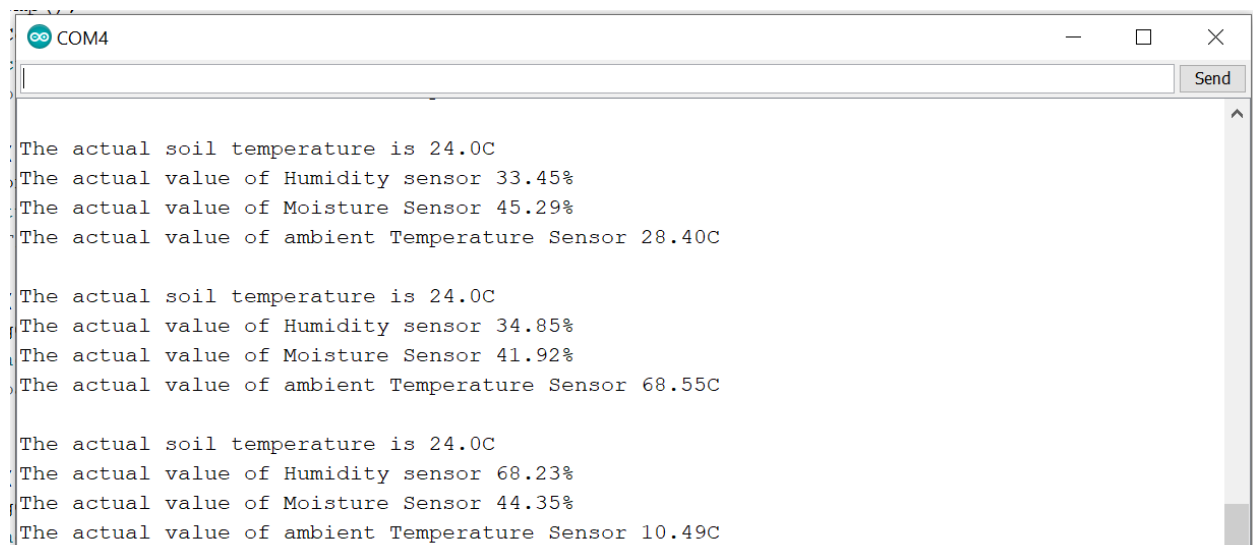 COM4
Send
The actual soil temperature is 24.0C
The actual value of Humidity sensor 33.45%
The actual value of Moisture Sensor 45.29%
The actual value of ambient Temperature Sensor 28.40C
The actual soil temperature is 24.0C
The actual value of Humidity sensor 34.85%
The actual value of Moisture Sensor 41.92%
The actual value of ambient Temperature Sensor 68.55C
The actual soil temperature is 24.0C
The actual value of Humidity sensor 68.23%
The actual value of Moisture Sensor 44.35%
The actual value of ambient Temperature Sensor 10.49C